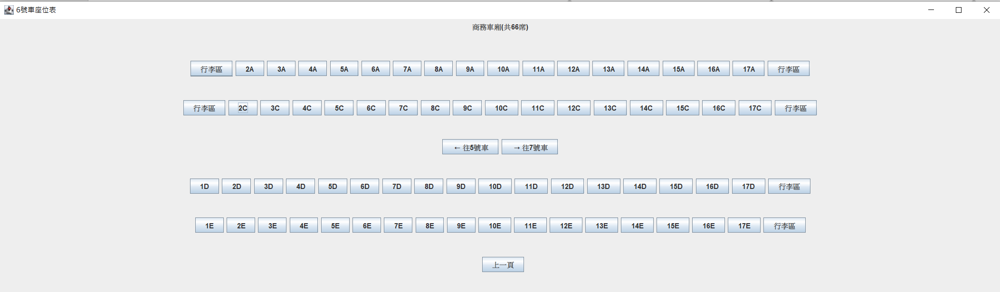 6號車座位表
商務車廂(共66席)
行李區 2A 3A 4A 5A 6A 7A 8A 9A 10A 11A 12A 13A 14A 15A 16A 17A 行李區
行李區 2C 3C 4C 5C 6C 7C 8C 9C 10C 11C 12C 13C 14C 15C 16C 17C 行李區
← 往5號車 → 往7號車
1D 2D 3D 4D 5D 6D 7D 8D 9D 10D 11D 12D 13D 14D 15D 16D 17D 行李區
1E 2E 3E 4E 5E 6E 7E 8E 9E 10E 11E 12E 13E 14E 15E 16E 17E 行李區
上一頁